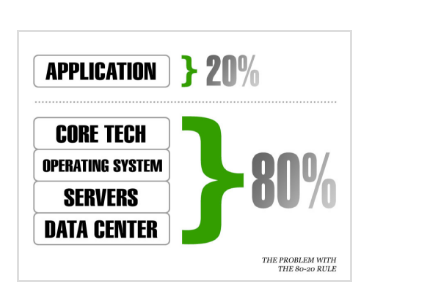 APPLICATION } 20%
CORE TECH
OPERATING SYSTEM
SERVERS
DATA CENTER
} 80%
THE PROBLEM WITH
THE 80-20 RULE